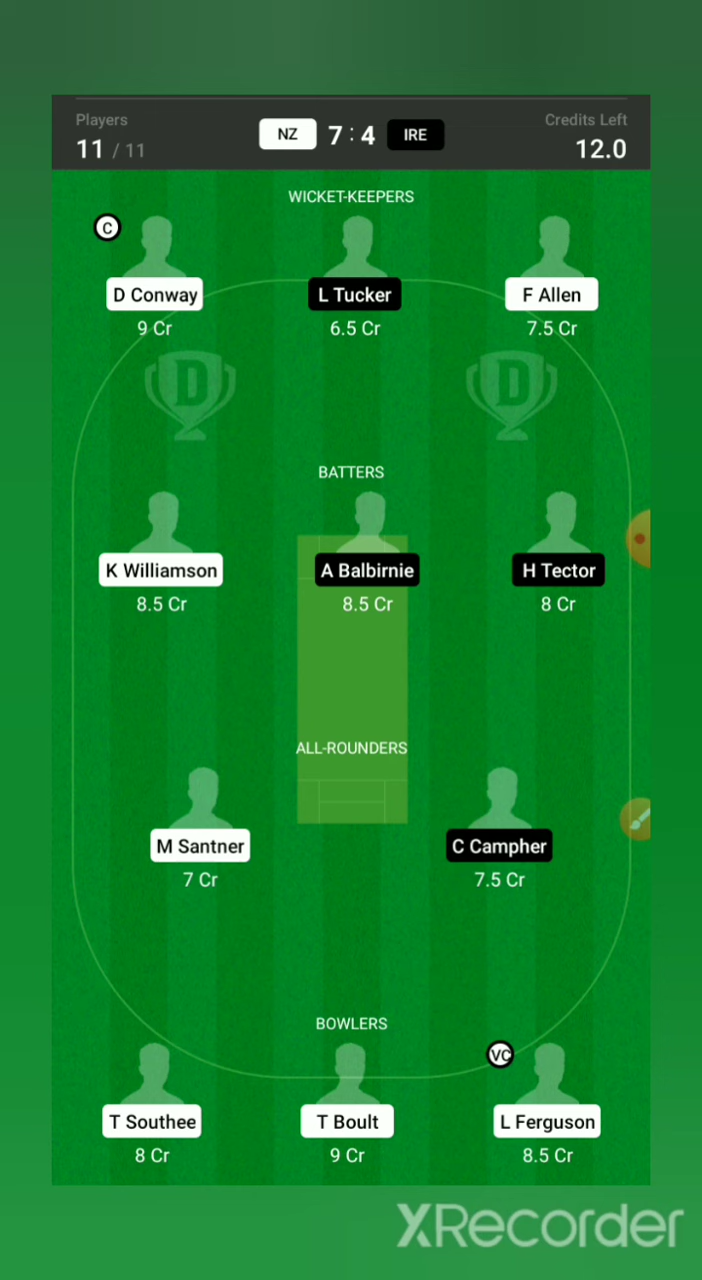 Players
Credits Left
11 / 11
NZ 7 : 4 IRE
12.0
WICKET-KEEPERS
C
D Conway
L Tucker
F Allen
9 Cr
6.5 Cr
7.5 Cr
D
D
BATTERS
K Williamson
A Balbirnie
H Tector
8.5 Cr
8.5 Cr
8 Cr
ALL-ROUNDERS
M Santner
C Campher
7 Cr
7.5 Cr
BOWLERS
VC
T Southee
T Boult
L Ferguson
8 Cr
9 Cr
8.5 Cr
XRecorder